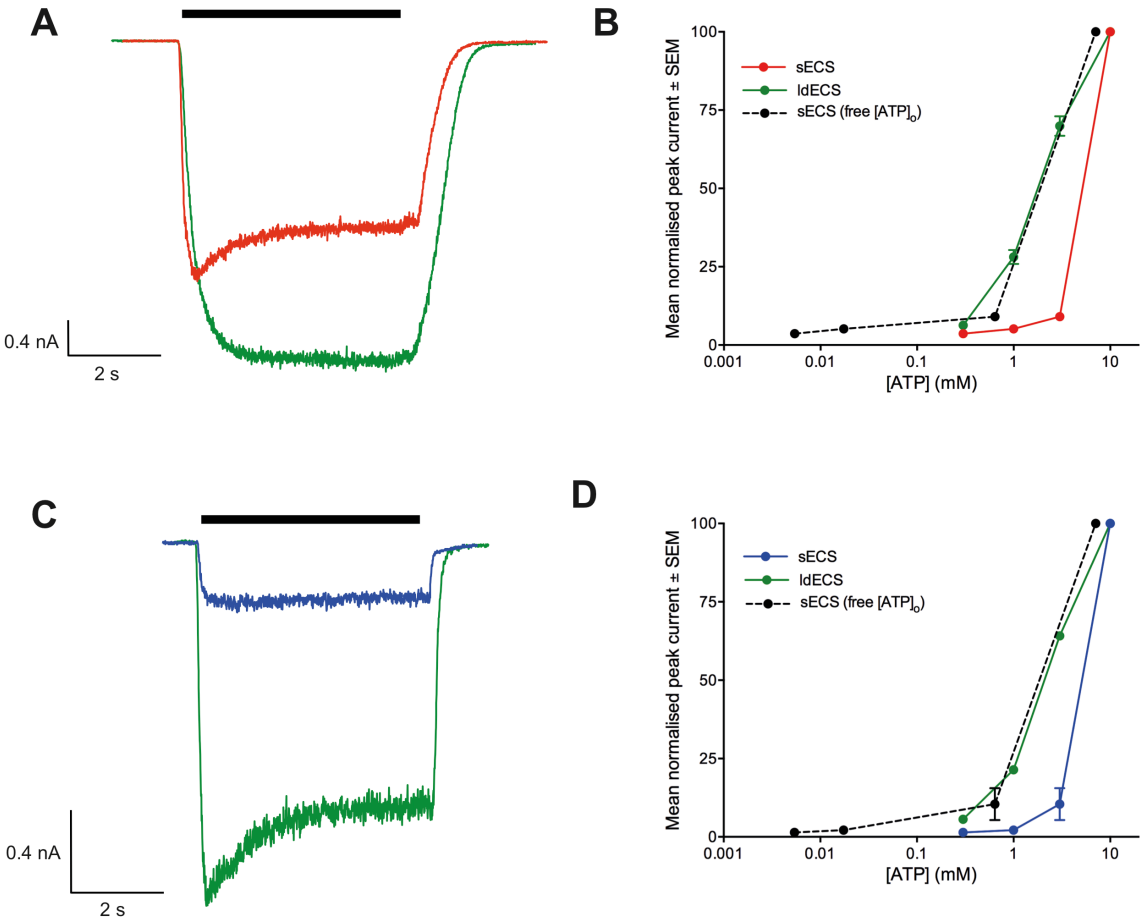 A
0.4 nA
2 s
B
Mean normalised peak current ± SEM
100
75
50
25
0
sECS
ldECS
sECS (free [ATP]o)
0.001
0.01
0.1
1
10
[ATP] (mM)
C
0.4 nA
2 s
D
Mean normalised peak current ± SEM
100
75
50
25
0
sECS
ldECS
sECS (free [ATP]o)
0.001
0.01
0.1
1
10
[ATP] (mM)